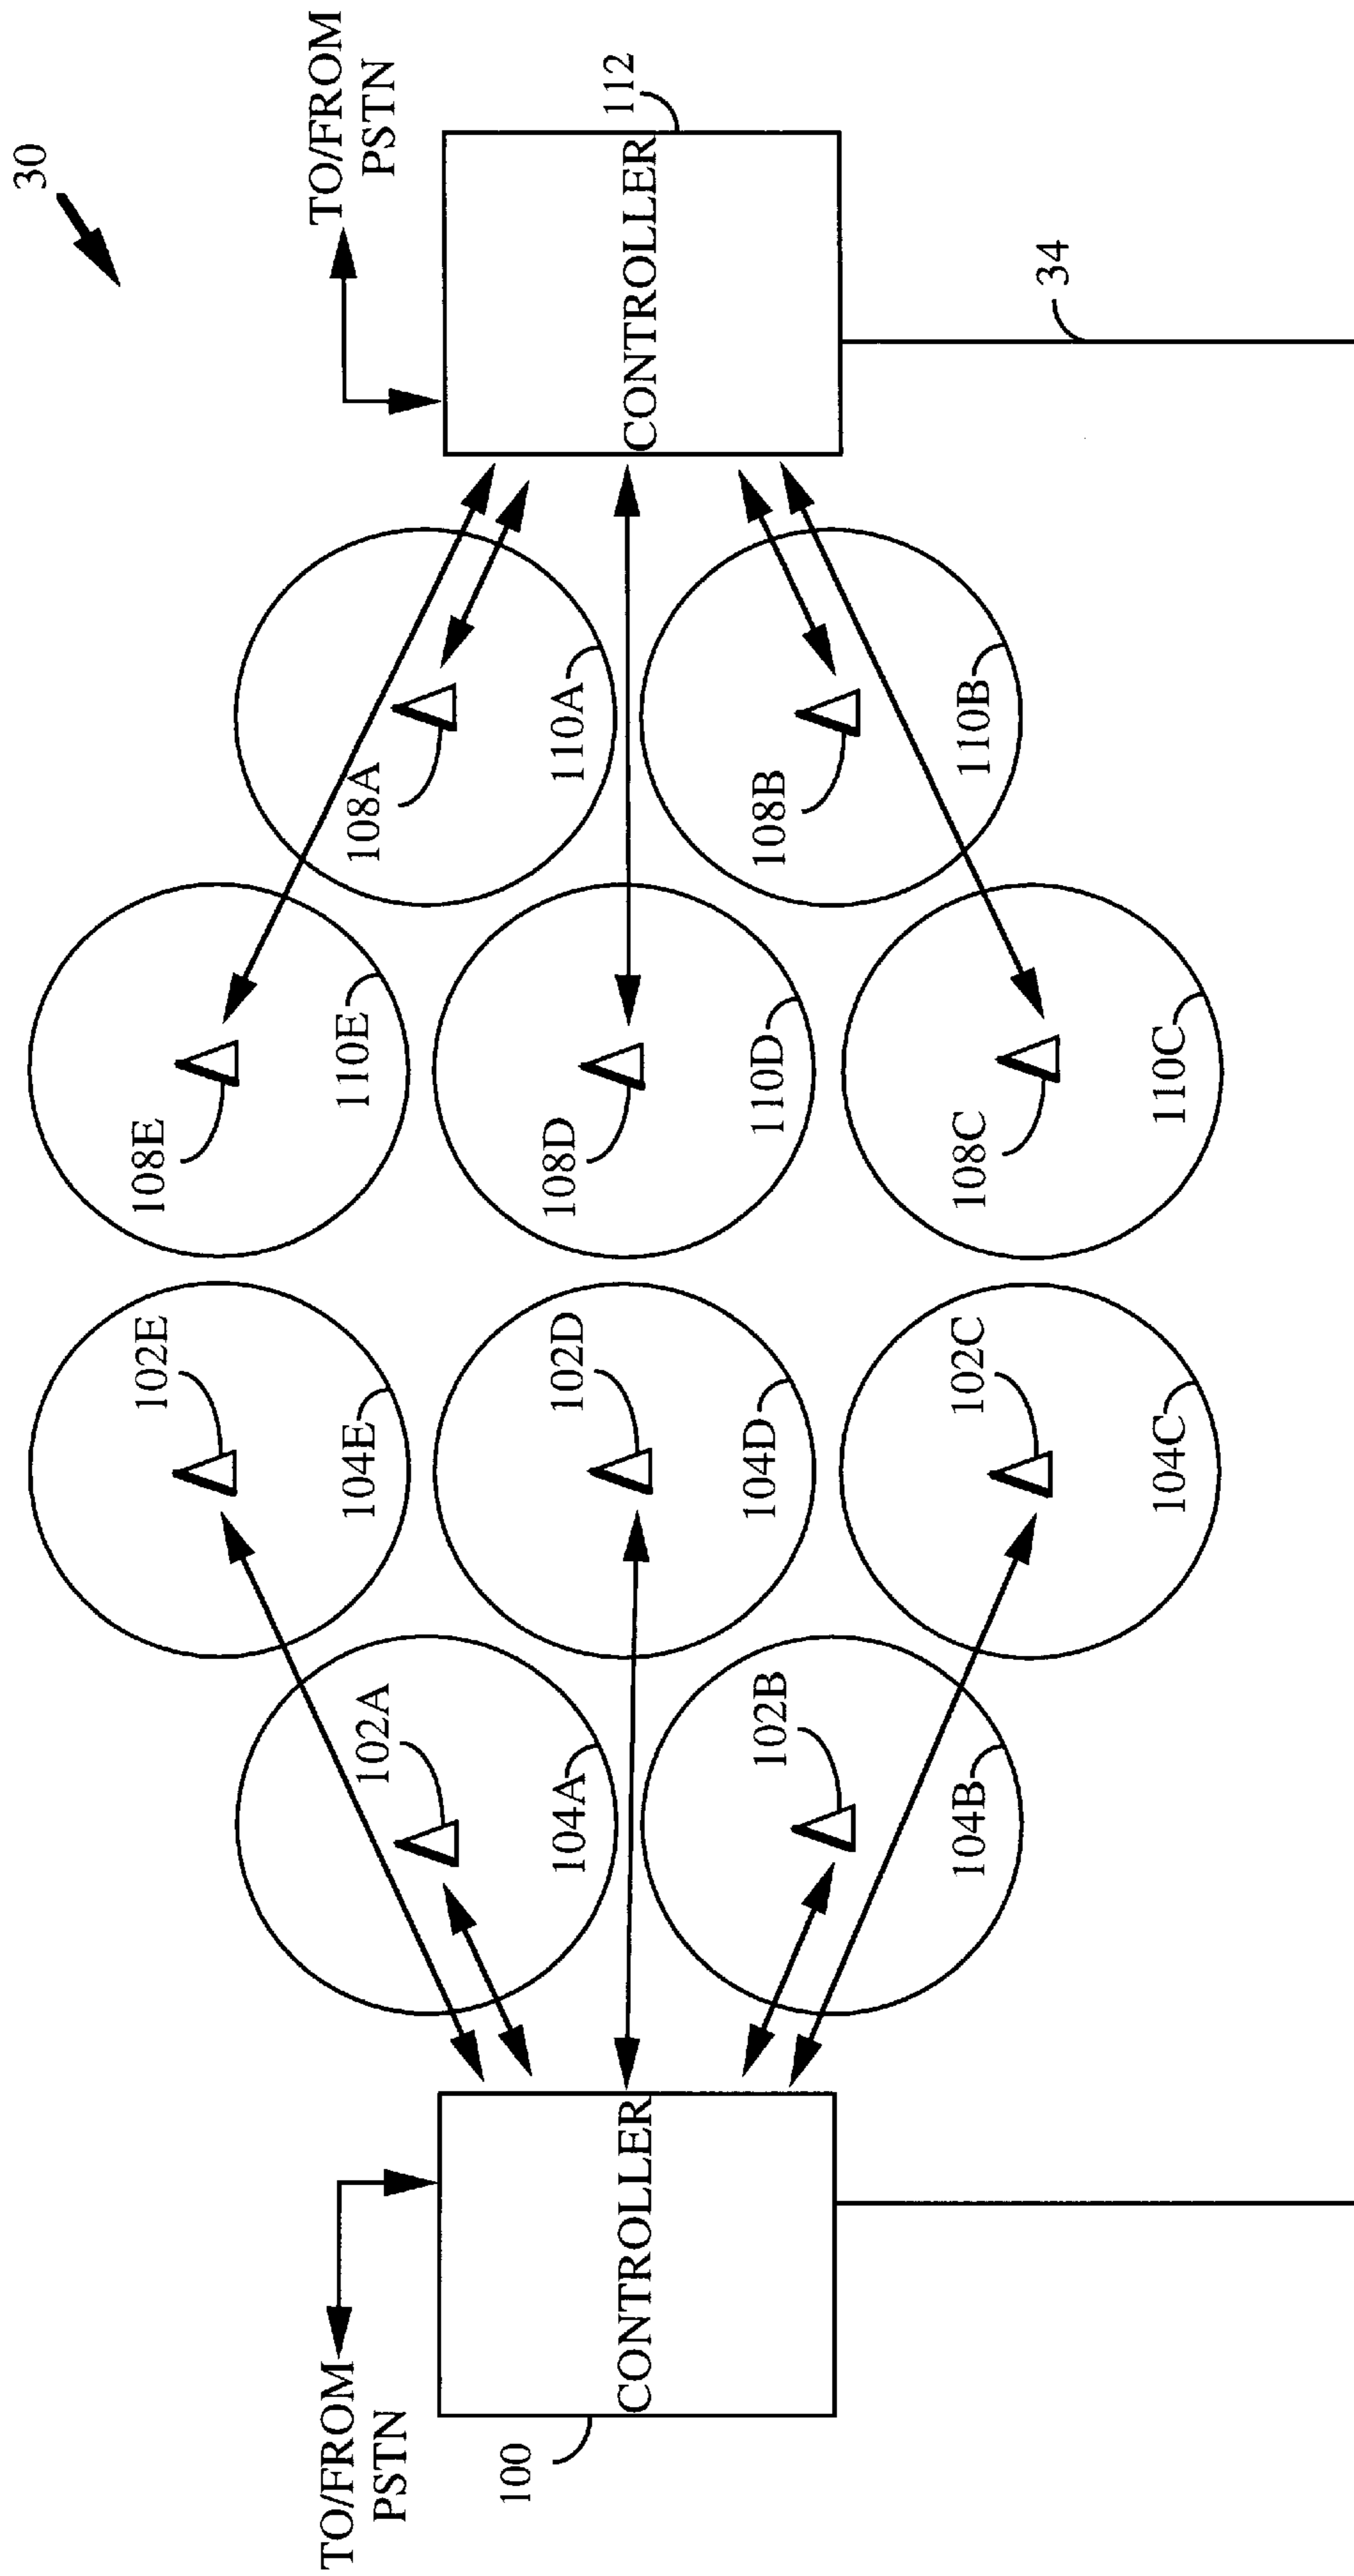 30
TO/FROM
PSTN
TO/FROM
PSTN
102E
108E
104E
110E
102A
108A
104A
110A
100
CONTROLLER
CONTROLLER
112
102D
108D
104D
110D
102B
108B
104B
110B
102C
108C
104C
110C
34